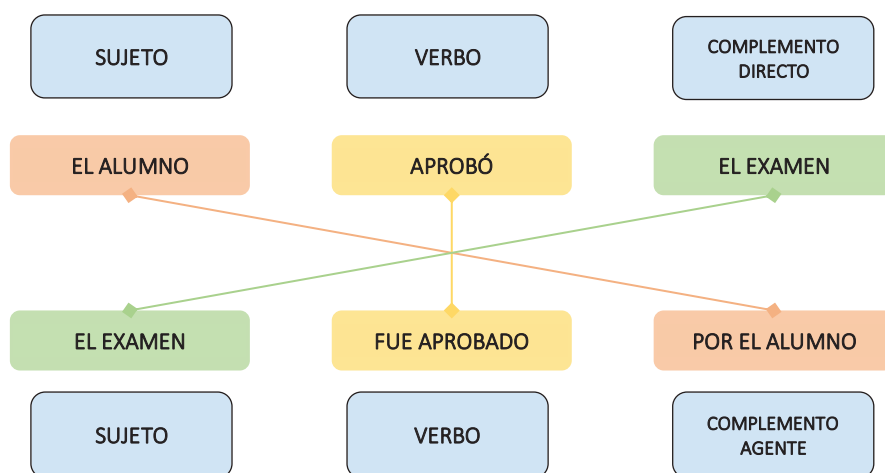 SUJETO
VERBO
COMPLEMENTO
DIRECTO
EL ALUMNO
APROBÓ
EL EXAMEN
EL EXAMEN
FUE APROBADO
POR EL ALUMNO
SUJETO
VERBO
COMPLEMENTO
AGENTE